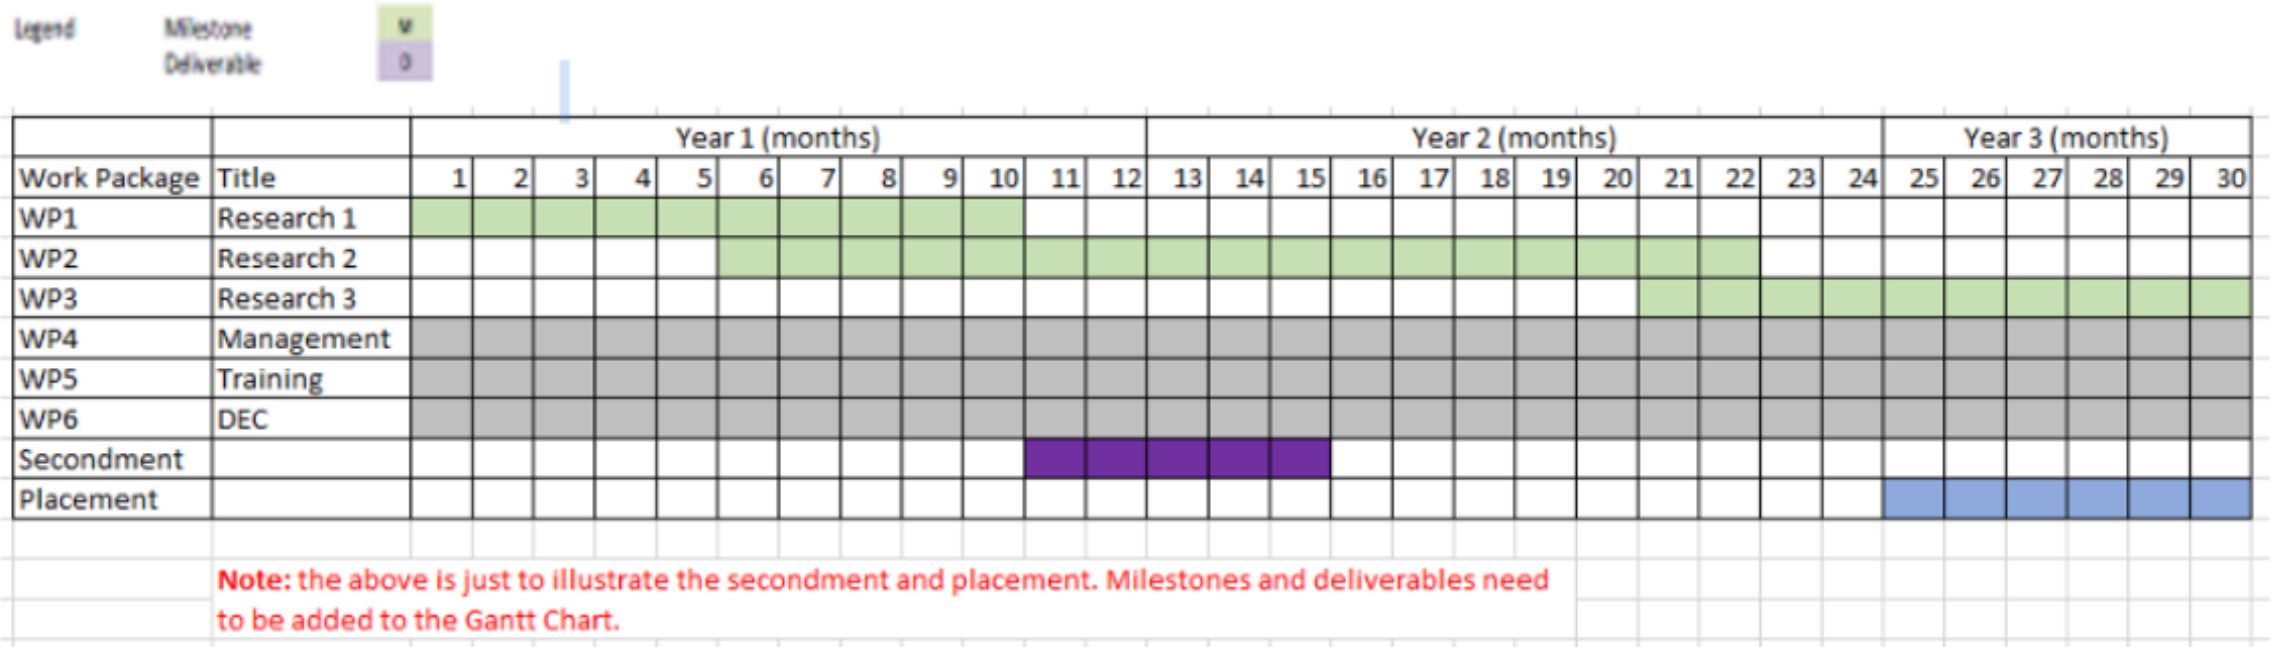 Legend Milestone M
Deliverable D
Year 1 (months) Year 2 (months) Year 3 (months)
Work Package Title 1 2 3 4 5 6 7 8 9 10 11 12 13 14 15 16 17 18 19 20 21 22 23 24 25 26 27 28 29 30
WP1 Research 1
WP2 Research 2
WP3 Research 3
WP4 Management
WP5 Training
WP6 DEC
Secondment
Placement
Note: the above is just to illustrate the secondment and placement. Milestones and deliverables need
to be added to the Gantt Chart.